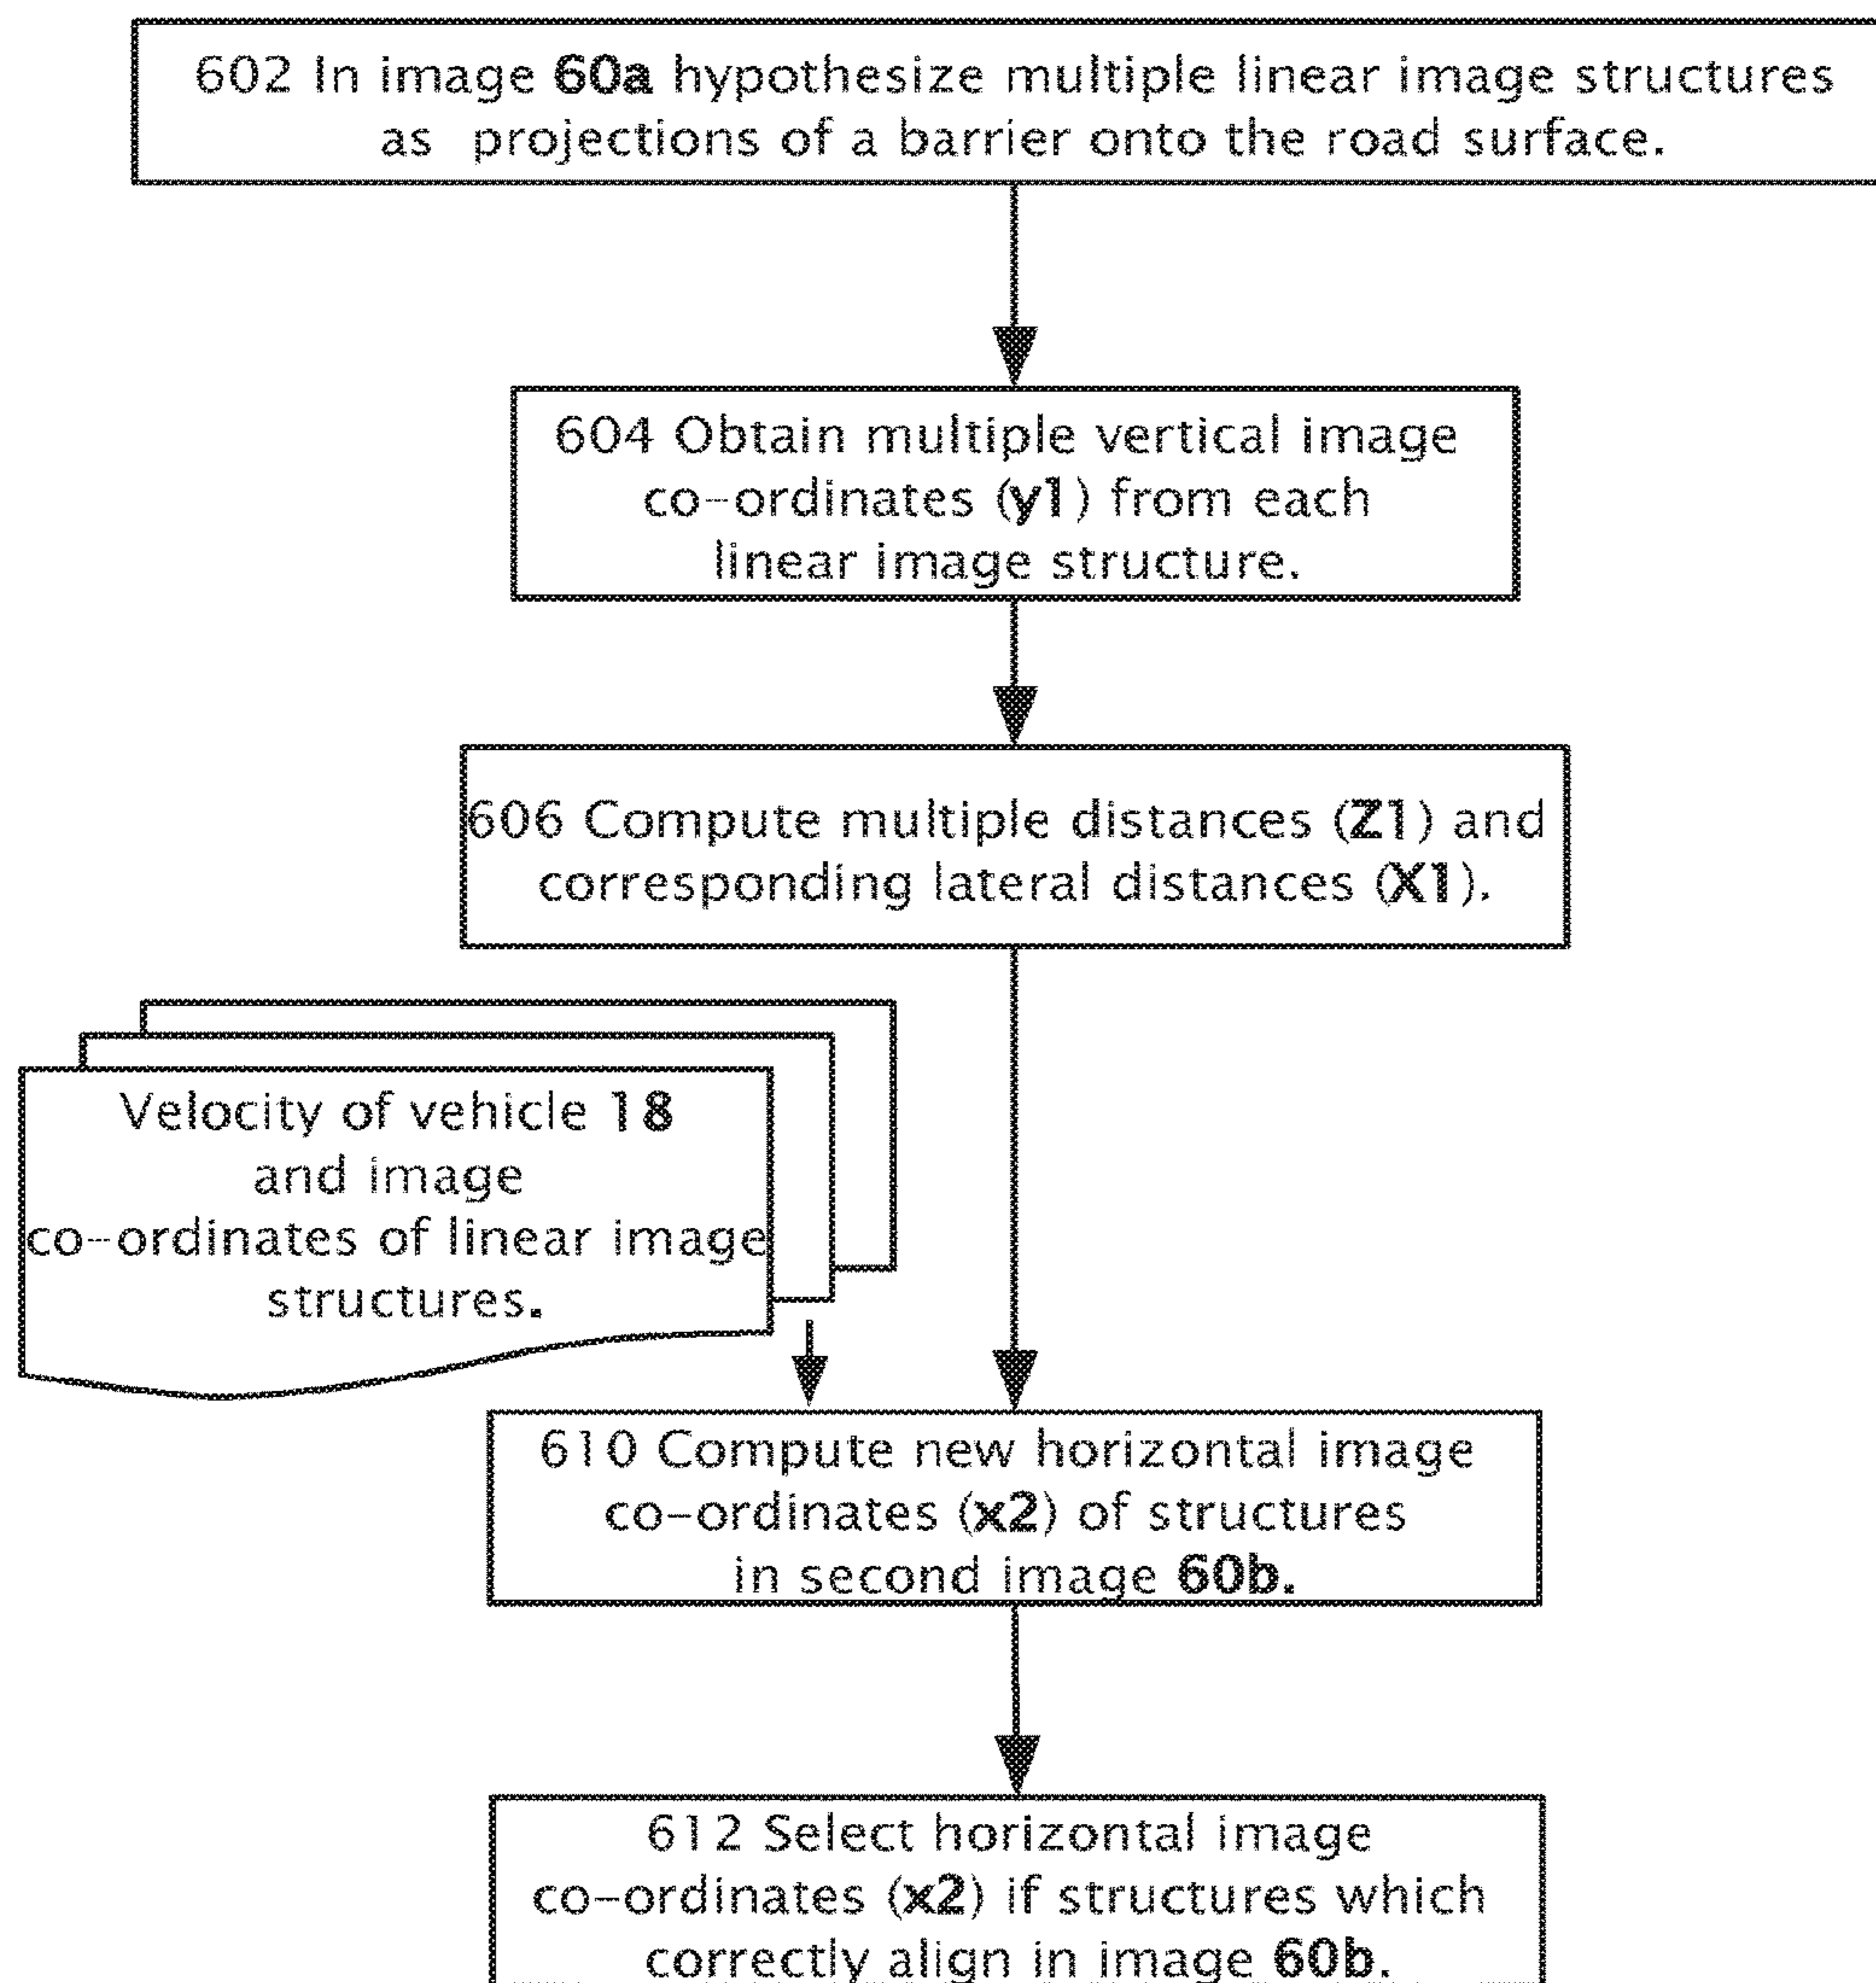 602 In image 60a hypothesize multiple linear image structures
as projections of a barrier onto the road surface.
604 Obtain multiple vertical image
co-ordinates (y1) from each
linear image structure.
606 Compute multiple distances (Z1) and
corresponding lateral distances (X1).
Velocity of vehicle 18
and image
co-ordinates of linear image
structures.
610 Compute new horizontal image
co-ordinates (x2) of structures
in second image 60b.
612 Select horizontal image
co-ordinates (x2) if structures which
correctly align in image 60b.